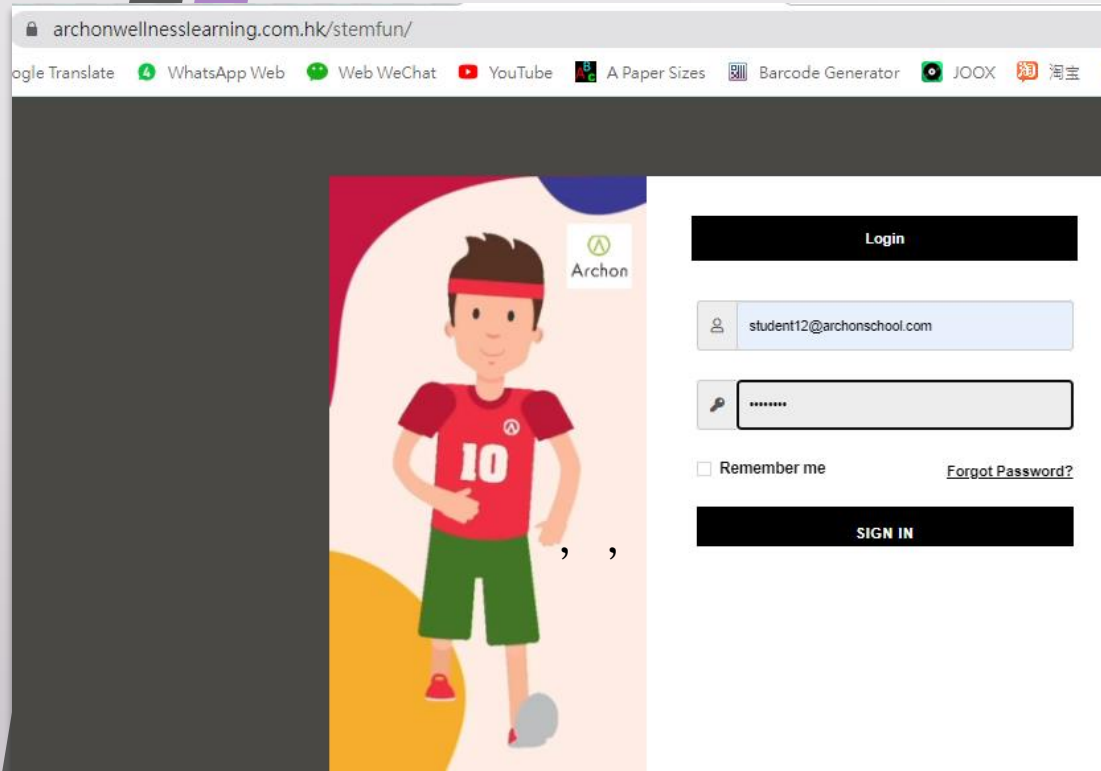 archonwellnesslearning.com.hk/stemfun/
ogle Translate WhatsApp Web Web WeChat YouTube A Paper Sizes Barcode Generator JOOX 淘宝
Archon
10
, ,
Login
student12@archonschool.com
••••••••
Remember me Forgot Password?
SIGN IN